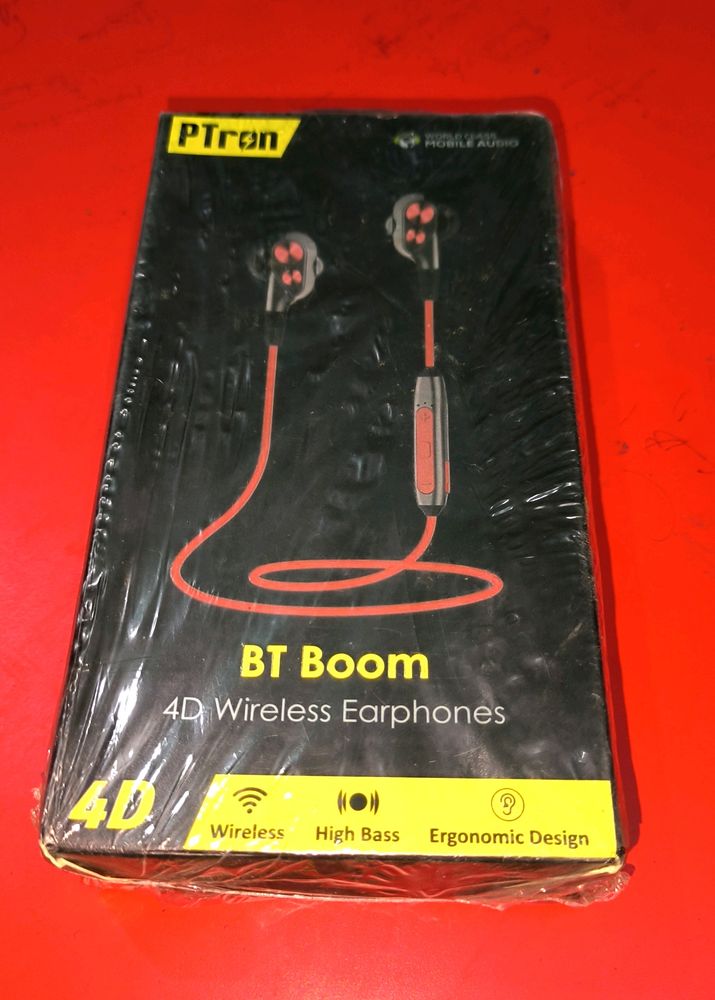 PTron
WORLD CLASS
MOBILE AUDIO
BT Boom
4D Wireless Earphones
4D
Wireless
High Bass
Ergonomic Design